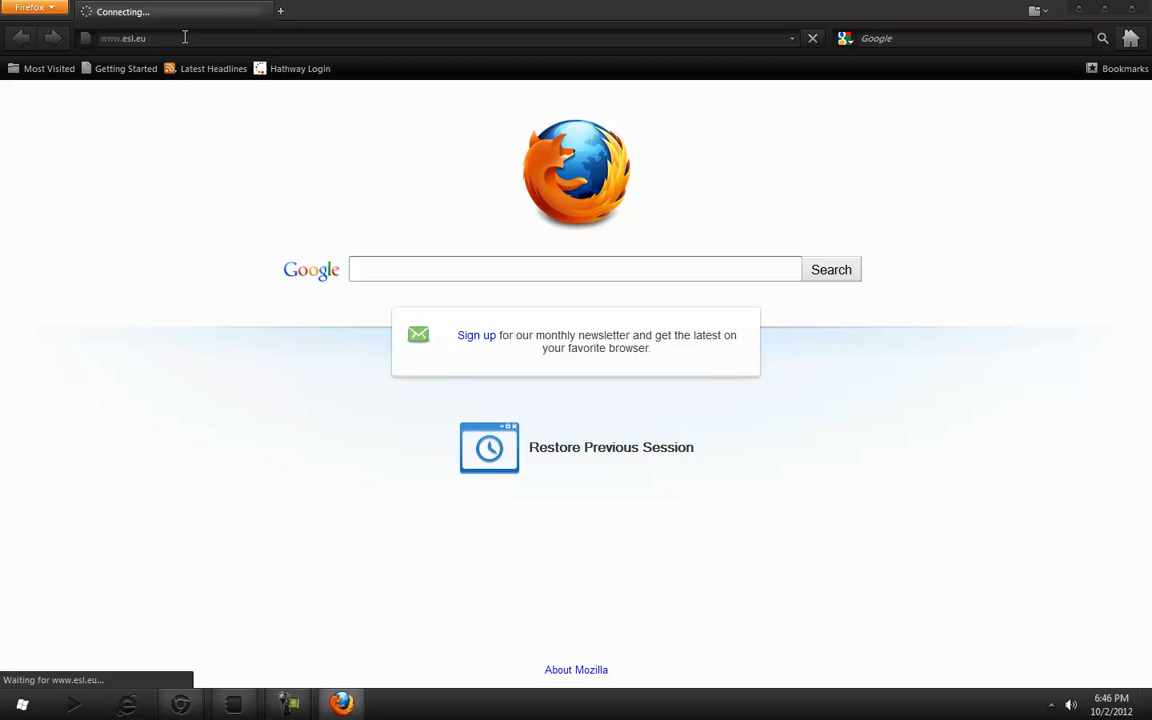 Firefox
Connecting...
www.esl.eu
Google
Most Visited
Getting Started
Latest Headlines
Hathway Login
Bookmarks
Google
Search
Sign up for our monthly newsletter and get the latest on
your favorite browser.
Restore Previous Session
About Mozilla
Waiting for www.esl.eu...
6:46 PM
10/2/2012